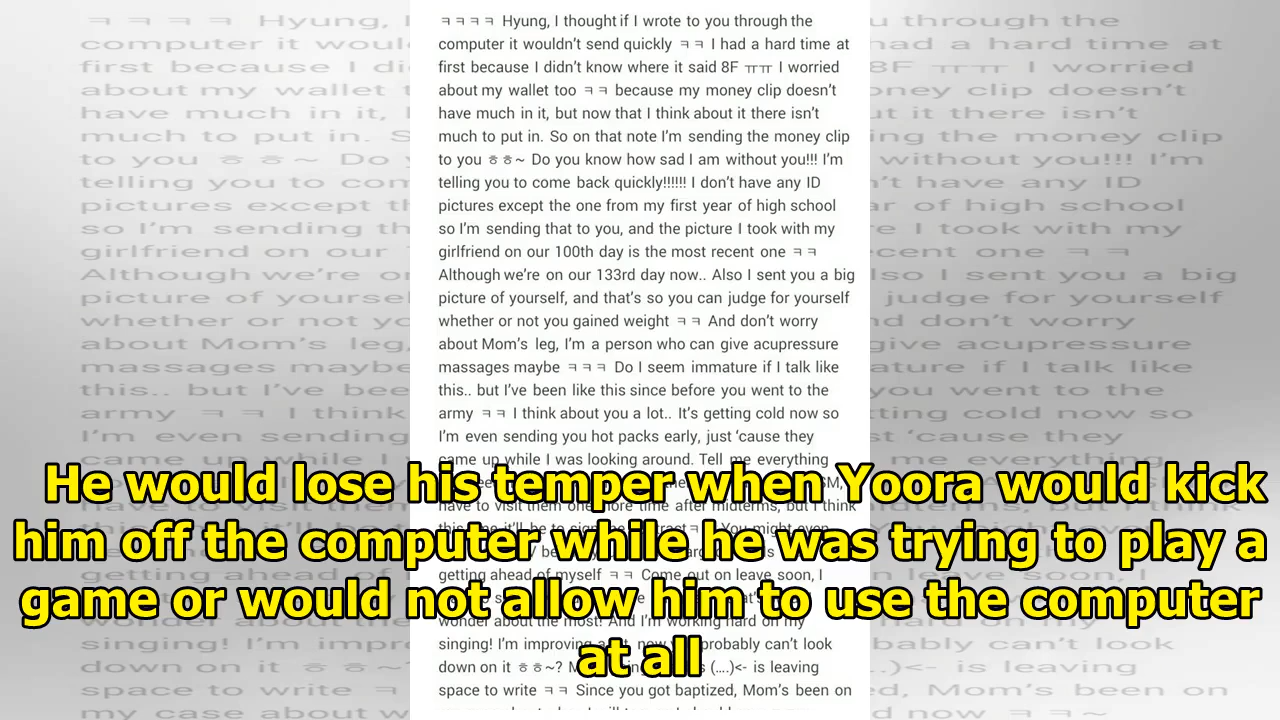 ㅋㅋㅋㅋ Hyung, I thought if I wrote to you through the
computer it wouldn't send quickly ㅋㅋ I had a hard time at
first because I didn't know where it said 8F ㅠㅠ I worried
about my wallet too ㅋㅋ because my money clip doesn't
have much in it, but now that I think about it there isn't
much to put in. So on that note I'm sending the money clip
to you ㅎㅎ~ Do you know how sad I am without you!!! I'm
telling you to come back quickly!!!!!! I don't have any ID
pictures except the one from my first year of high school
so I'm sending that to you, and the picture I took with my
girlfriend on our 100th day is the most recent one ㅋㅋ
Although we're on our 133rd day now.. Also I sent you a big
picture of yourself, and that's so you can judge for yourself
whether or not you gained weight ㅋㅋ And don't worry
about Mom's leg, I'm a person who can give acupressure
massages maybe ㅋㅋㅋ Do I seem immature if I talk like
this.. but I've been like this since before you went to the
army ㅋㅋ I think about you a lot.. It's getting cold now so
I'm even sending you hot packs early, just 'cause they
came up while I was looking around. Tell me everything
He would lose his temper when Yoora would kick
have to visit them one more time after midterms, but I think
him off the computer while he was trying to play a
getting ahead of myself ㅋㅋ Come out on leave soon, I
game or would not allow him to use the computer
wonder about the most! And I'm working hard on my
singing! I'm improving probably can't look
at all
down on it ㅎㅎ~? (....)<- is leaving
space to write ㅋㅋ Since you got baptized, Mom's been on